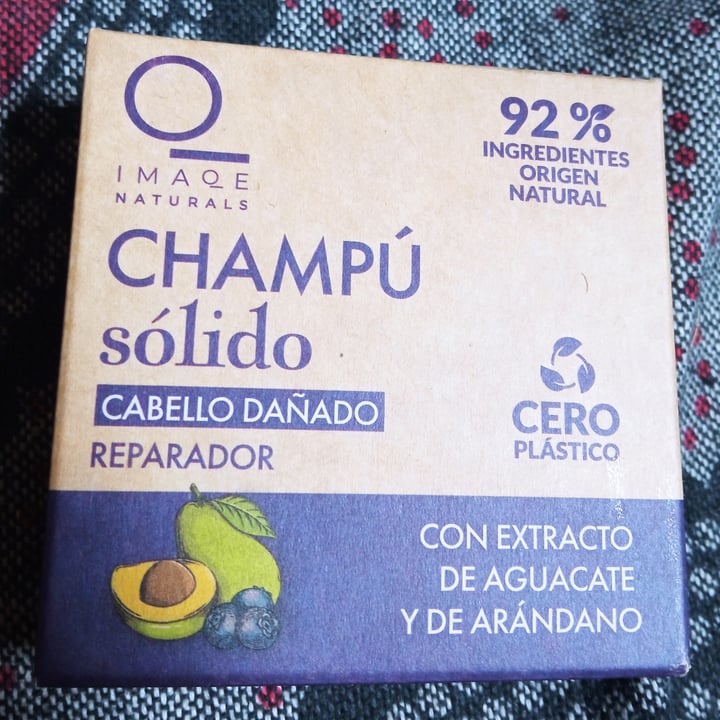 IMAQE
NATURALS
92 %
INGREDIENTES
ORIGEN
NATURAL
CHAMPÚ
sólido
CABELLO DAÑADO
REPARADOR
CERO
PLÁSTICO
CON EXTRACTO
DE AGUACATE
Y DE ARÁNDANO